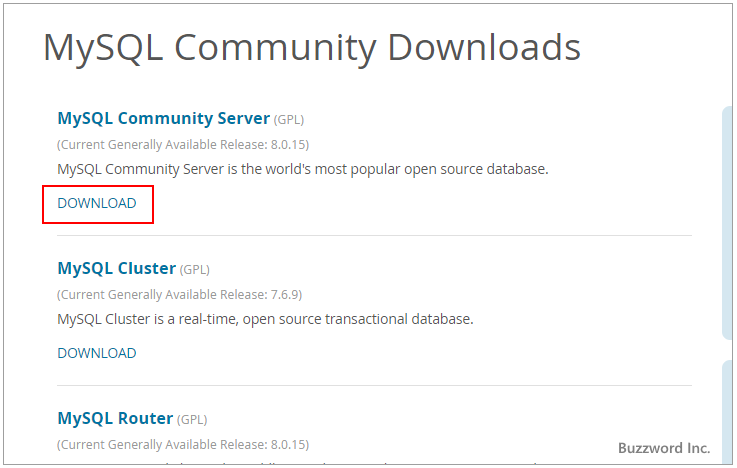 MySQL Community Downloads
MySQL Community Server (GPL)
(Current Generally Available Release: 8.0.15)
MySQL Community Server is the world's most popular open source database.
DOWNLOAD
MySQL Cluster (GPL)
(Current Generally Available Release: 7.6.9)
MySQL Cluster is a real-time, open source transactional database.
DOWNLOAD
MySQL Router (GPL)
(Current Generally Available Release: 8.0.15)
Buzzword Inc.